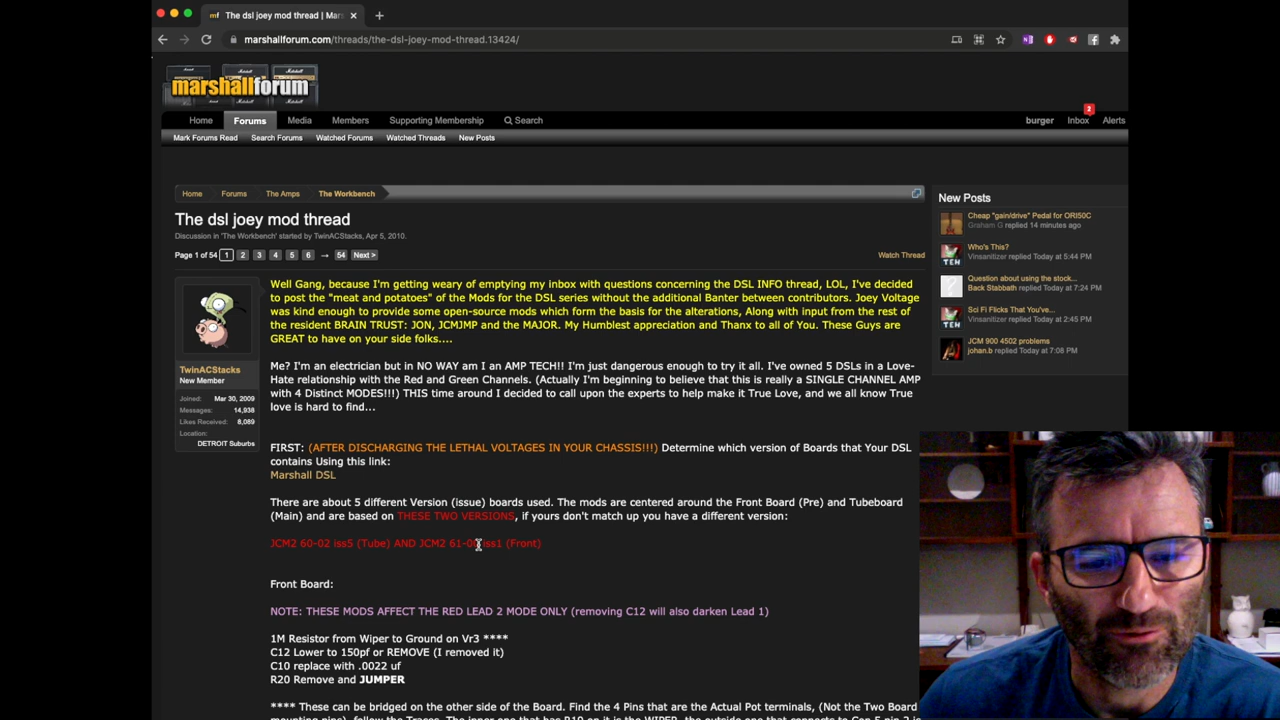 The dsl joey mod thread | Mar
marshallforum.com/threads/the-dsl-joey-mod-thread.13424/
marshallforum
Home Forums Media Members Supporting Membership Search burger Inbox 2 Alerts
Mark Forums Read Search Forums Watched Forums Watched Threads New Posts
Home Forums The Amps The Workbench
The dsl joey mod thread
Discussion in 'The Workbench' started by TwinACStacks, Apr 5, 2010.
Page 1 of 54 1 2 3 4 5 6 → 54 Next > Watch Thread
New Posts
Cheap "gain/drive" Pedal for ORI50C
Graham G replied 14 minutes ago
Who's This?
Vinsanitizer replied Today at 5:44 PM
Question about using the stock...
Back Stabbath replied Today at 7:24 PM
Sci Fi Flicks That You've...
Vinsanitizer replied Today at 2:45 PM
JCM 900 4502 problems
johan.b replied Today at 7:08 PM
TwinACStacks
New Member
Joined: Mar 30, 2009
Messages: 14,938
Likes Received: 8,089
Location:
DETROIT Suburbs
Well Gang, because I'm getting weary of emptying my inbox with questions concerning the DSL INFO thread, LOL, I've decided
to post the "meat and potatoes" of the Mods for the DSL series without the additional Banter between contributors. Joey Voltage
was kind enough to provide some open-source mods which form the basis for the alterations, Along with input from the rest of
the resident BRAIN TRUST: JON, JCMJMP and the MAJOR. My Humblest appreciation and Thanx to all of You. These Guys are
GREAT to have on your side folks....
Me? I'm an electrician but in NO WAY am I an AMP TECH!! I'm just dangerous enough to try it all. I've owned 5 DSLs in a Love-
Hate relationship with the Red and Green Channels. (Actually I'm beginning to believe that this is really a SINGLE CHANNEL AMP
with 4 Distinct MODES!!!) THIS time around I decided to call upon the experts to help make it True Love, and we all know True
love is hard to find...
FIRST: (AFTER DISCHARGING THE LETHAL VOLTAGES IN YOUR CHASSIS!!!) Determine which version of Boards that Your DSL
contains Using this link:
Marshall DSL
There are about 5 different Version (issue) boards used. The mods are centered around the Front Board (Pre) and Tubeboard
(Main) and are based on THESE TWO VERSIONS, if yours don't match up you have a different version:
JCM2 60-02 iss5 (Tube) AND JCM2 iss1 (Front)
Front Board:
NOTE: THESE MODS AFFECT THE RED LEAD 2 MODE ONLY (removing C12 will also darken Lead 1)
1M Resistor from Wiper to Ground on Vr3 ****
C12 Lower to 150pf or REMOVE (I removed it)
C10 replace with .0022 uf
R20 Remove and JUMPER
**** These can be bridged on the other side of the Board. Find the 4 Pins that are the Actual Pot terminals, (Not the Two Board